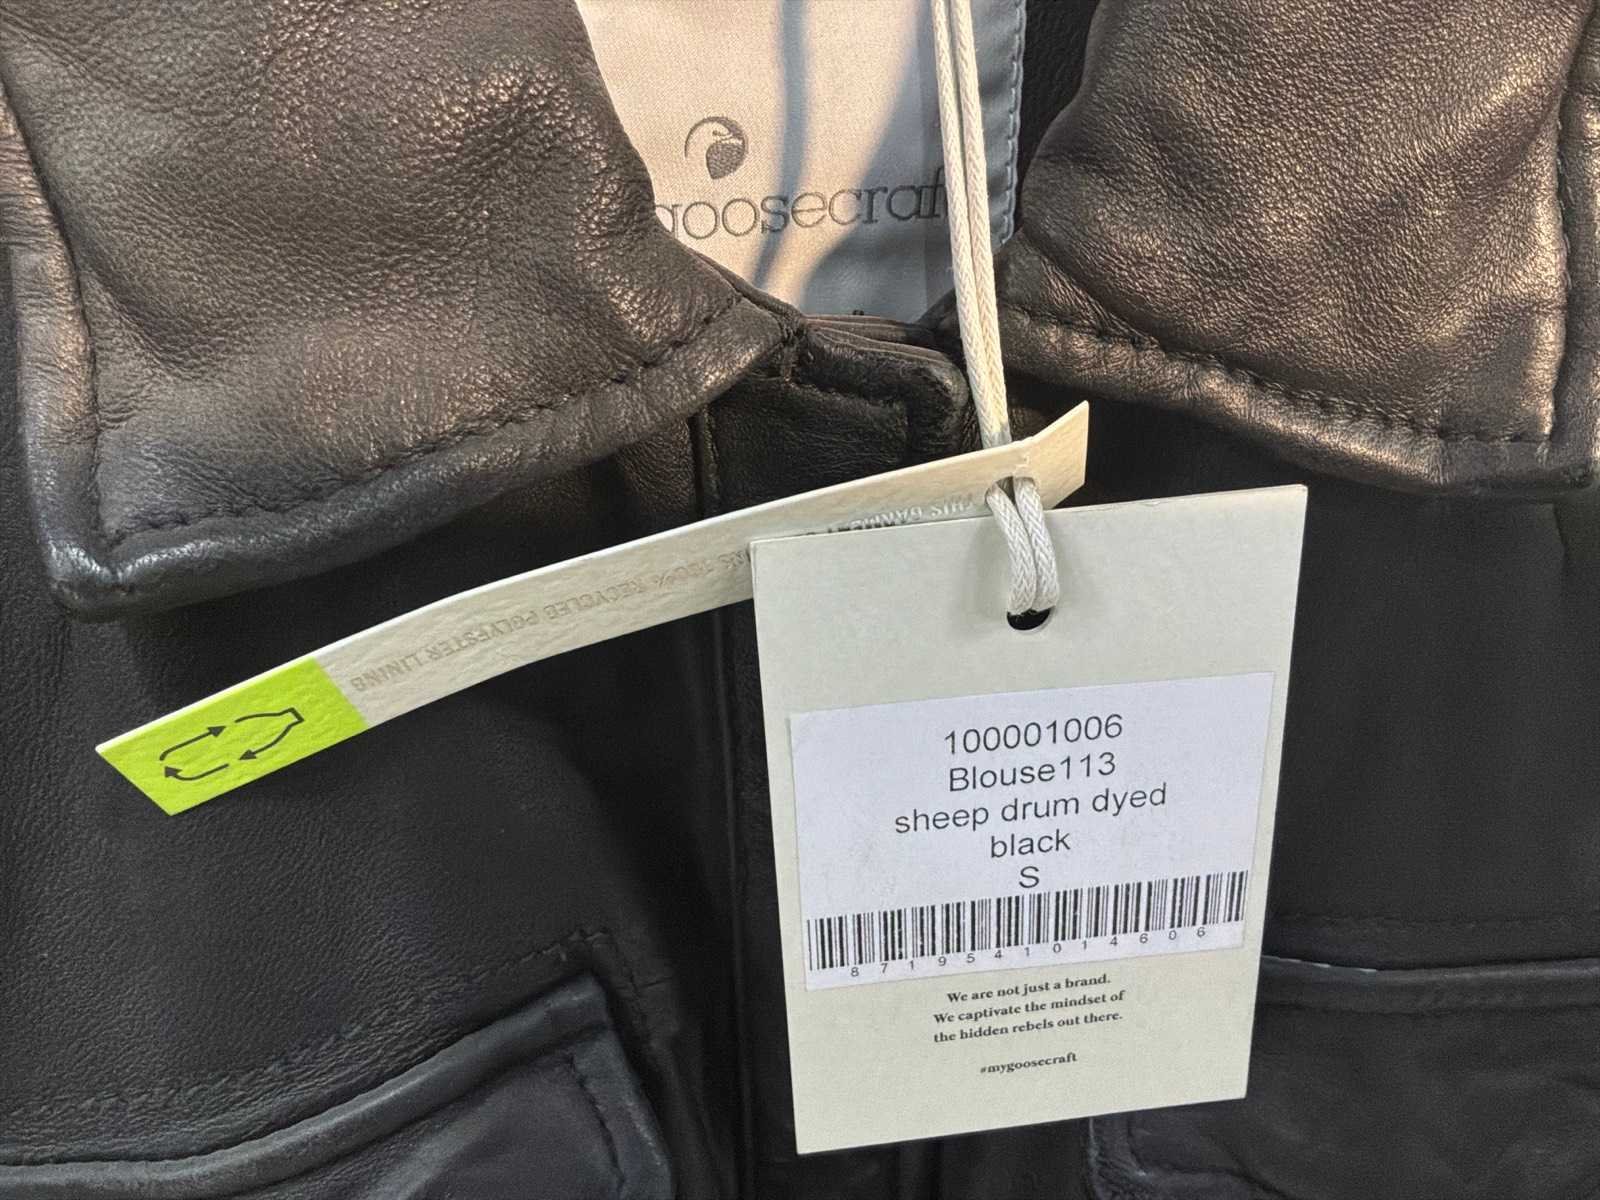 goosecraft
THIS GARMENT
100% RECYCLED POLYESTER LINING
100001006
Blouse113
sheep drum dyed
black
S
8719541014606
We are not just a brand.
We captivate the mindset of
the hidden rebels out there.
#mygoosecraft